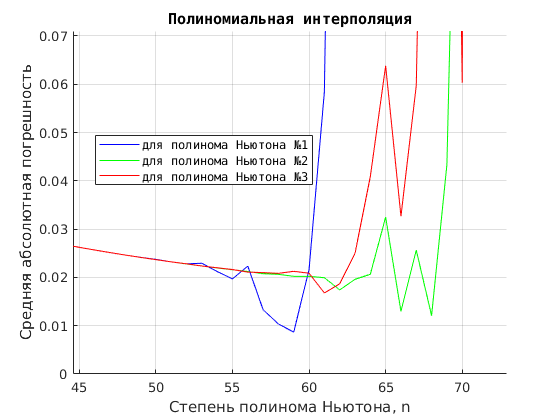 Полиномиальная интерполяция
Средняя абсолютная погрешность
0.07
0.06
0.05
0.04
0.03
0.02
0.01
0
для полинома Ньютона №1
для полинома Ньютона №2
для полинома Ньютона №3
45 50 55 60 65 70
Степень полинома Ньютона, n